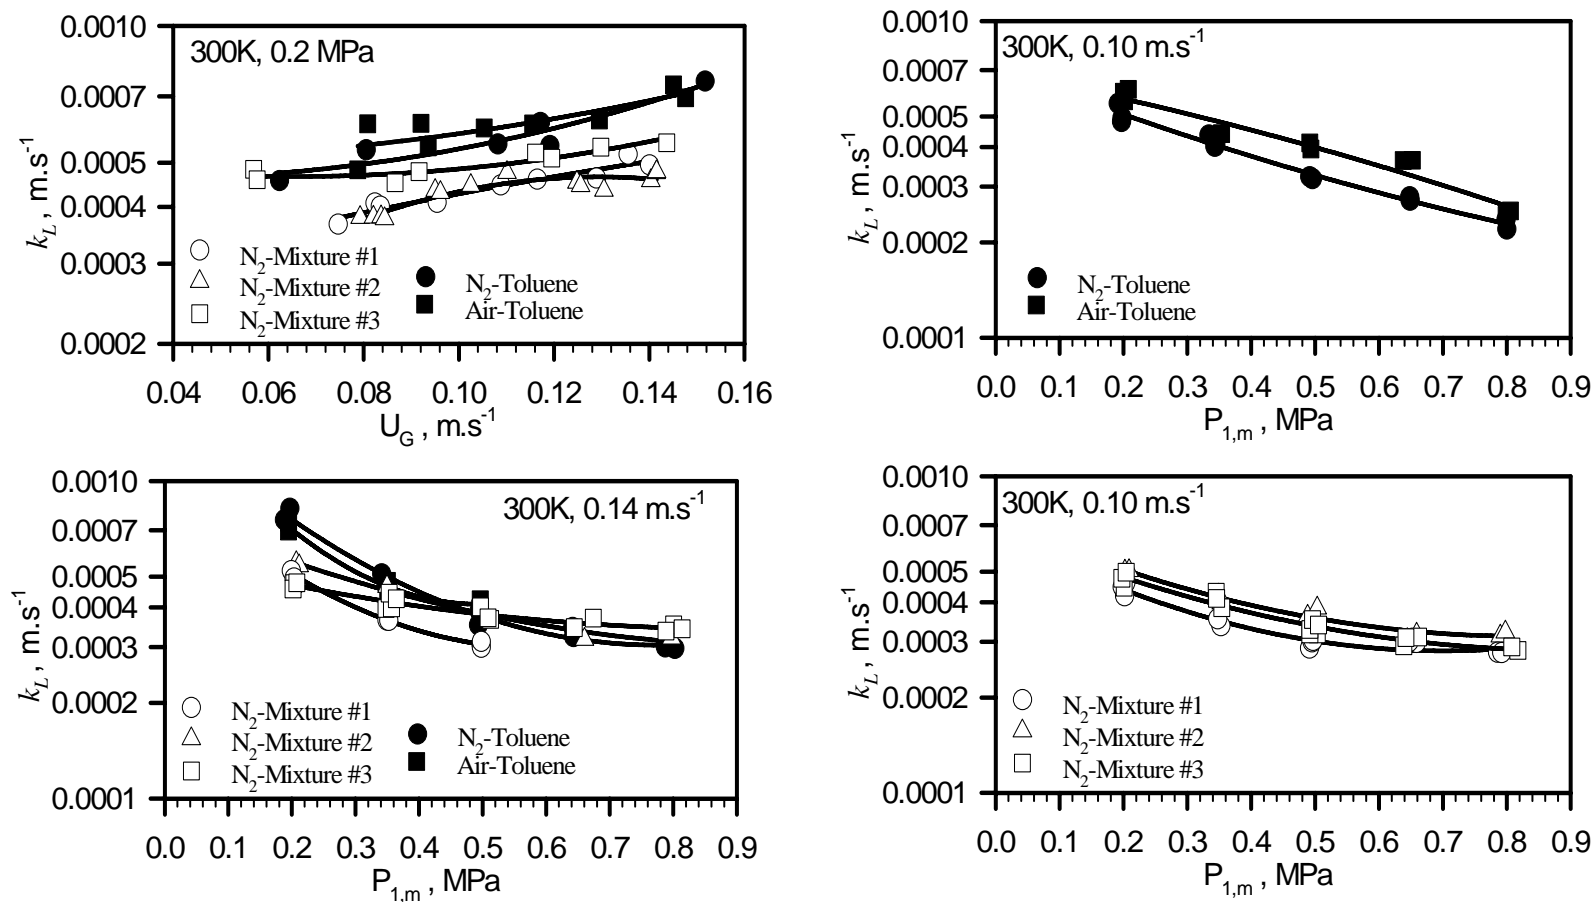 300K, 0.2 MPa
0.0010
0.0007
0.0005
0.0004
0.0003
0.0002
k_L, m.s⁻¹
N₂-Mixture #1
N₂-Mixture #2
N₂-Mixture #3
N₂-Toluene
Air-Toluene
0.04 0.06 0.08 0.10 0.12 0.14 0.16
U_G , m.s⁻¹
300K, 0.10 m.s⁻¹
0.0010
0.0007
0.0005
0.0004
0.0002
0.0001
k_L, m.s⁻¹
N₂-Toluene
Air-Toluene
0.0 0.1 0.2 0.3 0.4 0.5 0.6 0.7 0.8 0.9
P₁,ₘ , MPa
300K, 0.14 m.s⁻¹
0.0010
0.0007
0.0005
0.0004
0.0003
0.0002
0.0001
k_L, m.s⁻¹
N₂-Mixture #1
N₂-Mixture #2
N₂-Mixture #3
N₂-Toluene
Air-Toluene
0.0 0.1 0.2 0.3 0.4 0.5 0.6 0.7 0.8 0.9
P₁,ₘ , MPa
300K, 0.10 m.s⁻¹
0.0010
0.0007
0.0005
0.0004
0.0003
0.0002
0.0001
k_L, m.s⁻¹
N₂-Mixture #1
N₂-Mixture #2
N₂-Mixture #3
0.0 0.1 0.2 0.3 0.4 0.5 0.6 0.7 0.8 0.9
P₁,ₘ , MPa